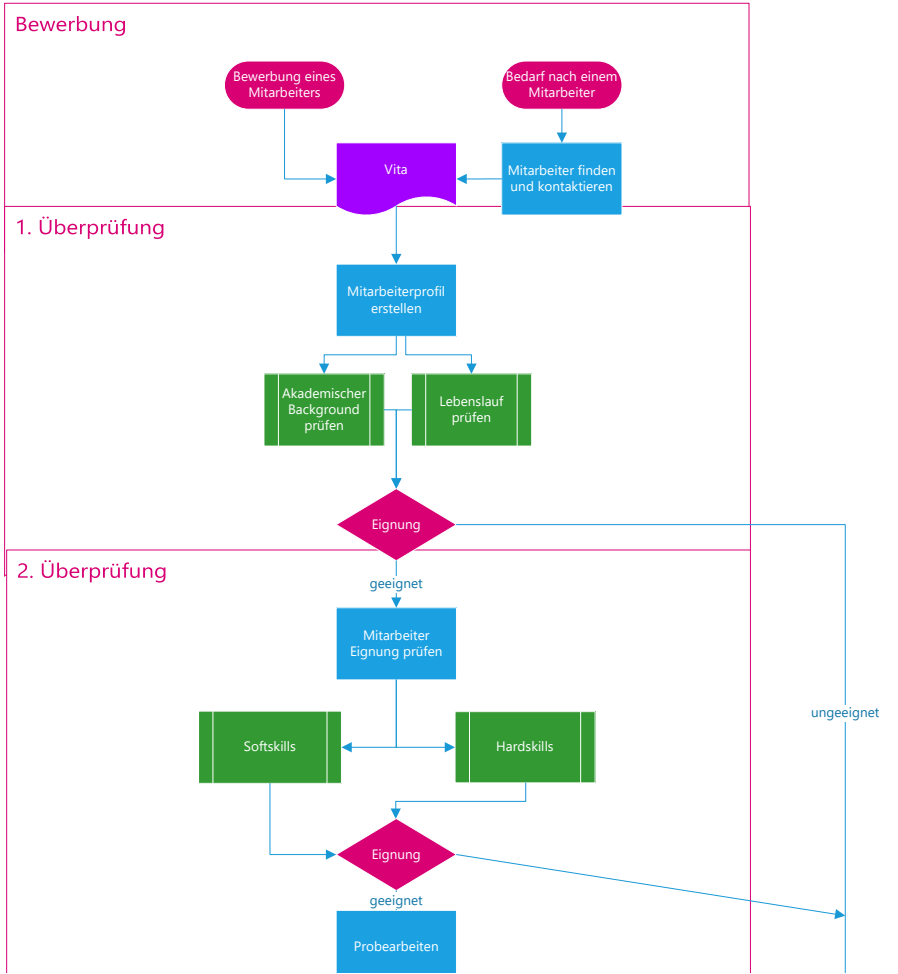 Bewerbung
Bewerbung eines
Mitarbeiters
Bedarf nach einem
Mitarbeiter
Vita
Mitarbeiter finden
und kontaktieren
1. Überprüfung
Mitarbeiterprofil
erstellen
Akademischer
Background
prüfen
Lebenslauf
prüfen
Eignung
2. Überprüfung
geeignet
Mitarbeiter
Eignung prüfen
ungeeignet
Softskills
Hardskills
Eignung
geeignet
Probearbeiten